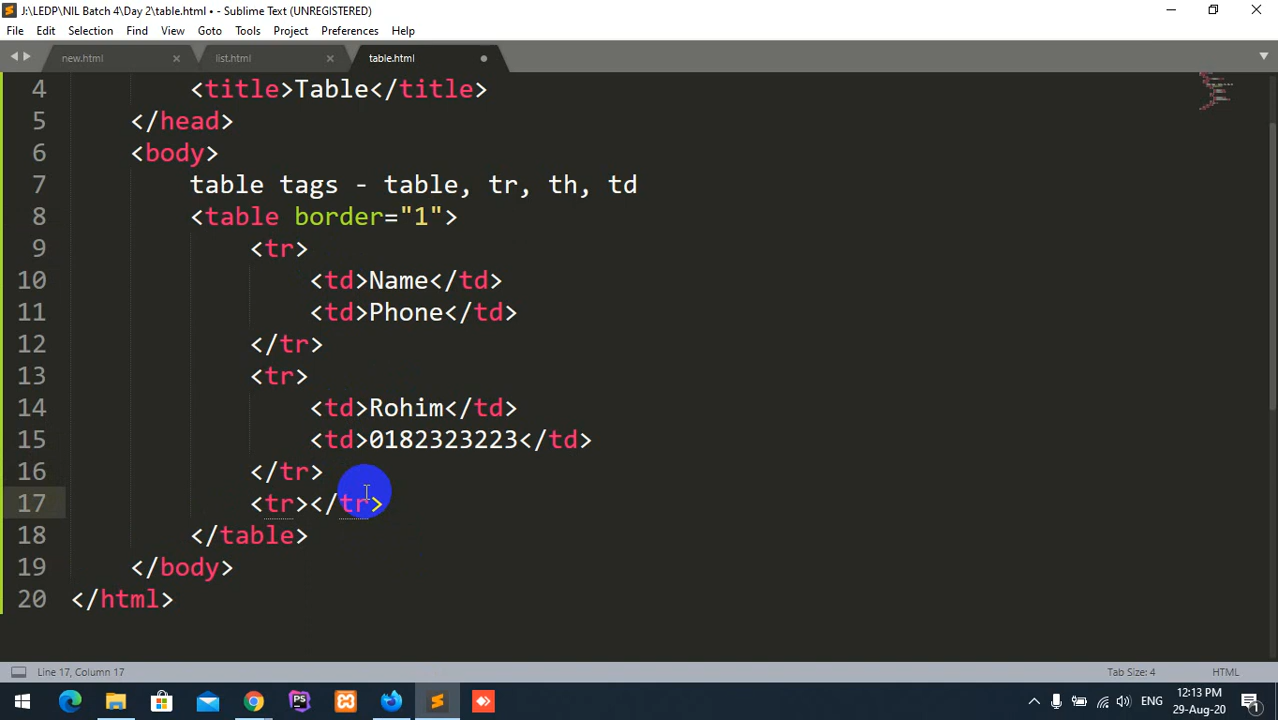 J:\LEDP\NIL Batch 4\Day 2\table.html • - Sublime Text (UNREGISTERED)
File Edit Selection Find View Goto Tools Project Preferences Help
new.html list.html table.html
4 <title>Table</title>
5 </head>
6 <body>
7 table tags - table, tr, th, td
8 <table border="1">
9 <tr>
10 <td>Name</td>
11 <td>Phone</td>
12 </tr>
13 <tr>
14 <td>Rohim</td>
15 <td>0182323223</td>
16 </tr>
17 <tr></tr>
18 </table>
19 </body>
20 </html>
Line 17, Column 17 Tab Size: 4 HTML
PS ENG 12:13 PM
29-Aug-20 1